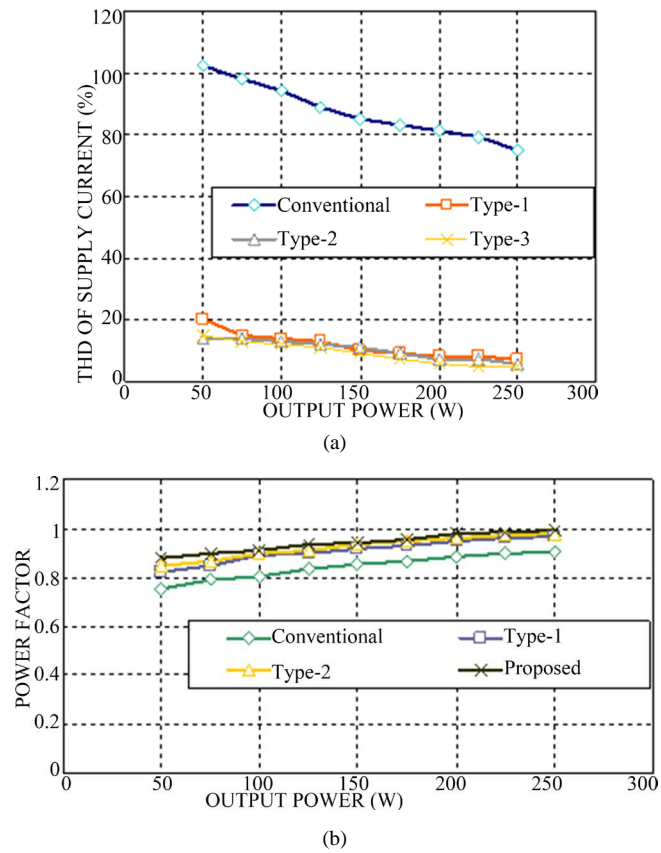 120
100
80
60
40
20
0
THD OF SUPPLY CURRENT (%)
Conventional
Type-1
Type-2
Type-3
0
50
100
150
200
250
300
OUTPUT POWER (W)
(a)
1.2
1
0.8
0.6
0.4
0.2
0
POWER FACTOR
Conventional
Type-1
Type-2
Proposed
50
100
150
200
250
300
OUTPUT POWER (W)
(b)